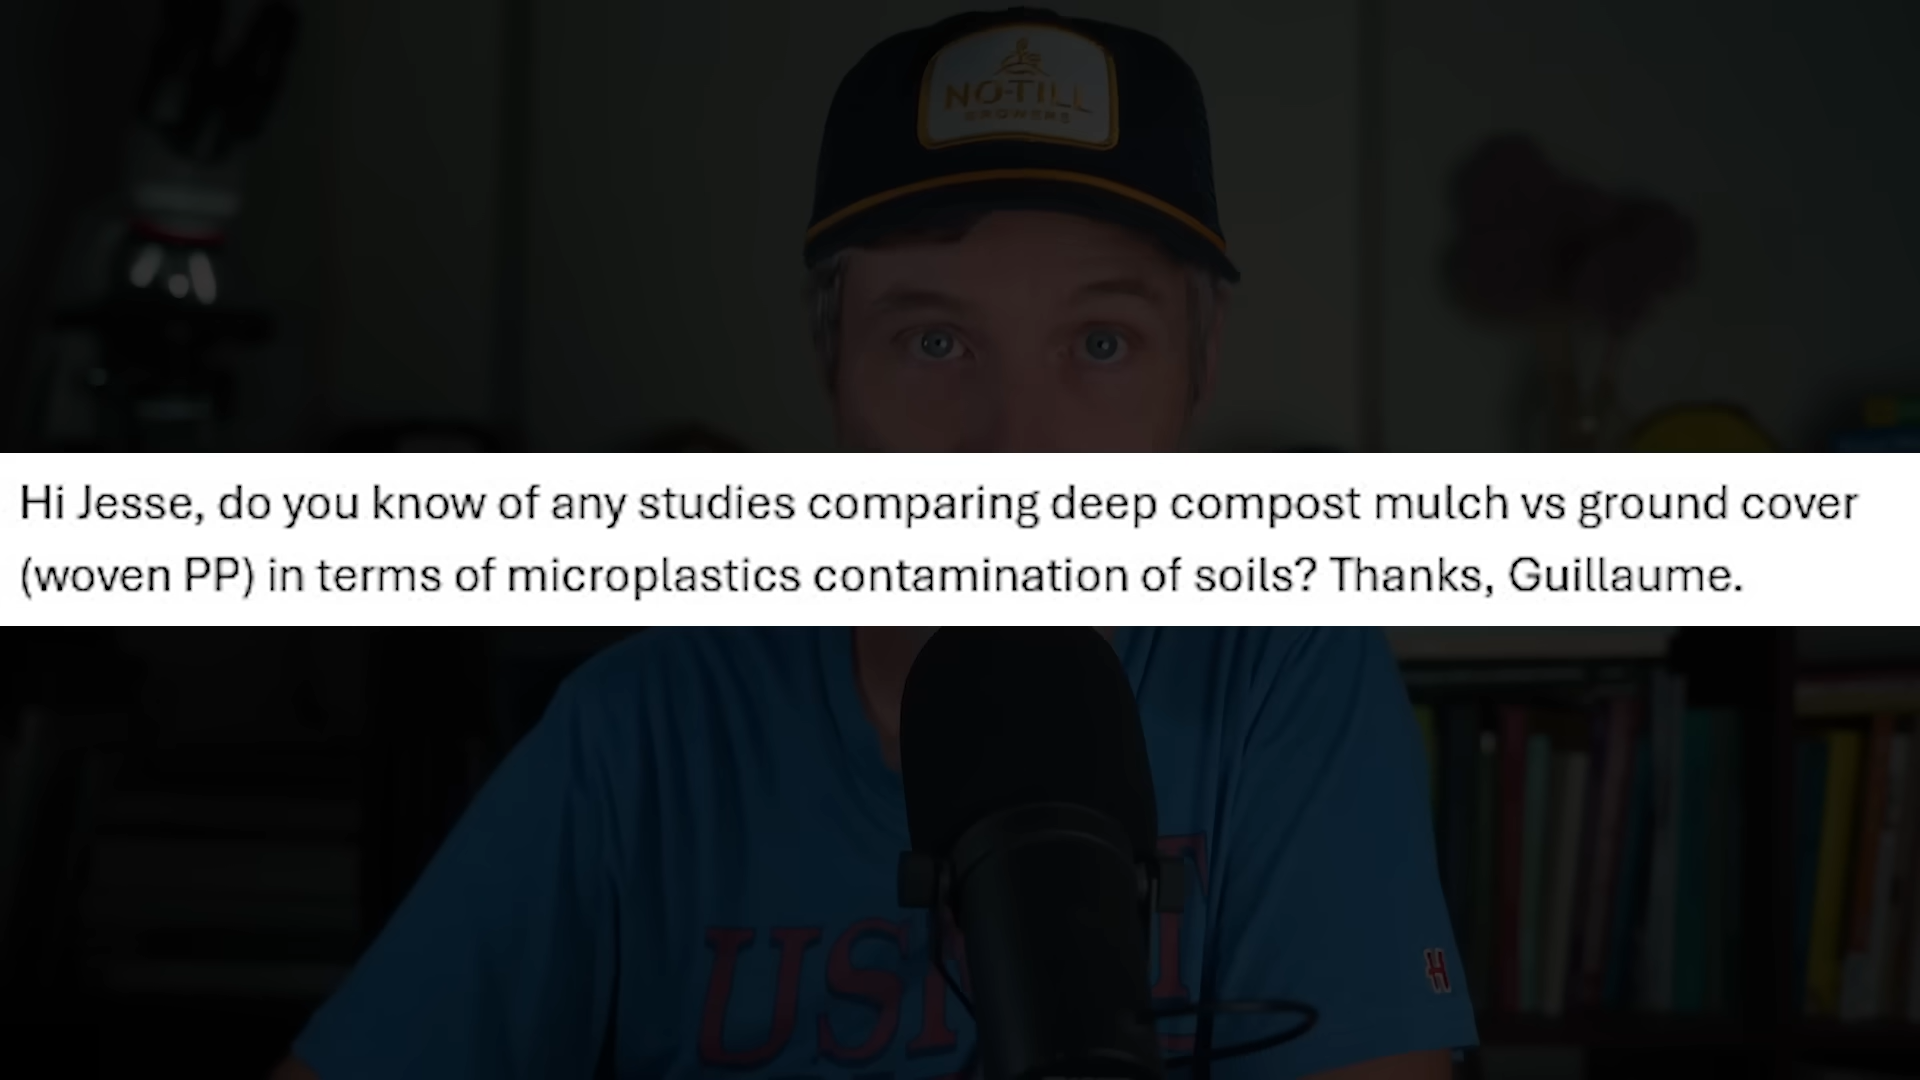 NO-TILL
GROWERS
Hi Jesse, do you know of any studies comparing deep compost mulch vs ground cover
(woven PP) in terms of microplastics contamination of soils? Thanks, Guillaume.
H